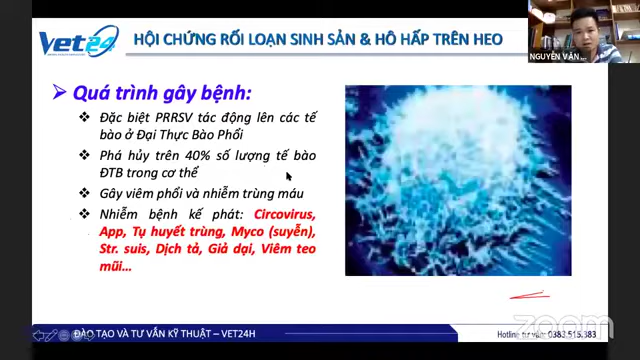 Vet24
HỘI CHỨNG RỐI LOẠN SINH SẢN & HÔ HẤP TRÊN HEO
NGUYỄN VĂN ...
Quá trình gây bệnh:
Đặc biệt PRRSV tác động lên các tế
bào ở Đại Thực Bào Phổi
Phá hủy trên 40% số lượng tế bào
ĐTB trong cơ thể
Gây viêm phổi và nhiễm trùng máu
Nhiễm bệnh kế phát: Circovirus,
App, Tụ huyết trùng, Myco (suyễn),
Str. suis, Dịch tả, Giả dại, Viêm teo
mũi...
zoom
ĐÀO TẠO VÀ TƯ VẤN KỸ THUẬT – VET24H
Hotline tư vấn: 0383.515.383